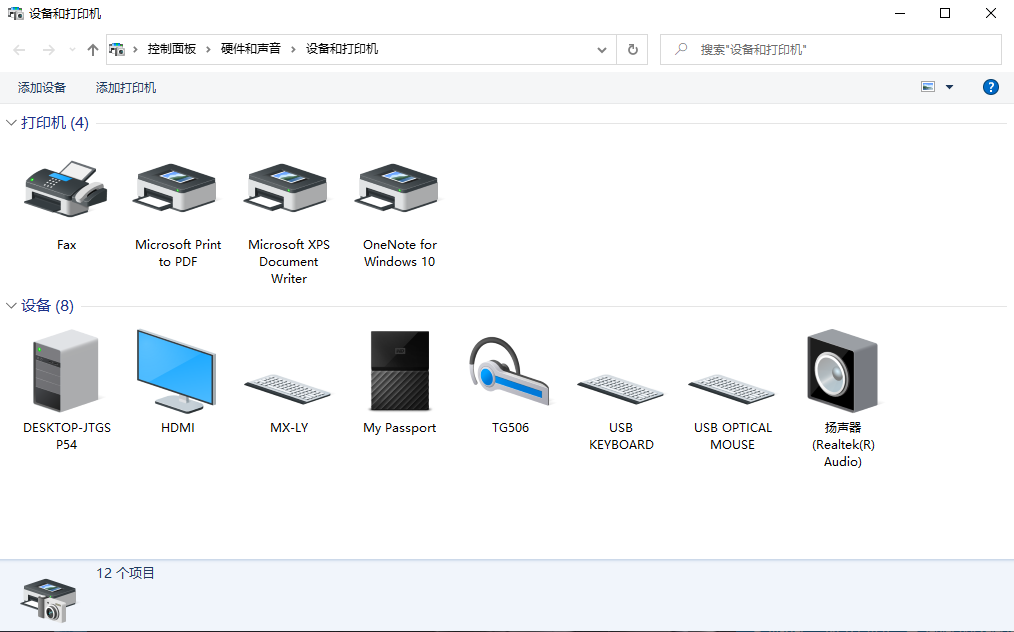 设备和打印机
控制面板 硬件和声音 设备和打印机
搜索"设备和打印机"
添加设备 添加打印机
?
打印机 (4)
Fax
Microsoft Print
to PDF
Microsoft XPS
Document
Writer
OneNote for
Windows 10
设备 (8)
DESKTOP-JTGS
P54
HDMI
MX-LY
My Passport
TG506
USB
KEYBOARD
USB OPTICAL
MOUSE
扬声器
(Realtek(R)
Audio)
12 个项目